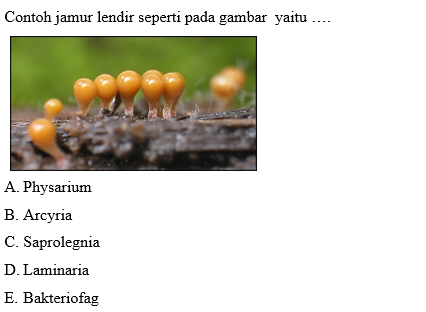 Contoh jamur lendir seperti pada gambar yaitu ….
A. Physarium
B. Arcyria
C. Saprolegnia
D. Laminaria
E. Bakteriofag